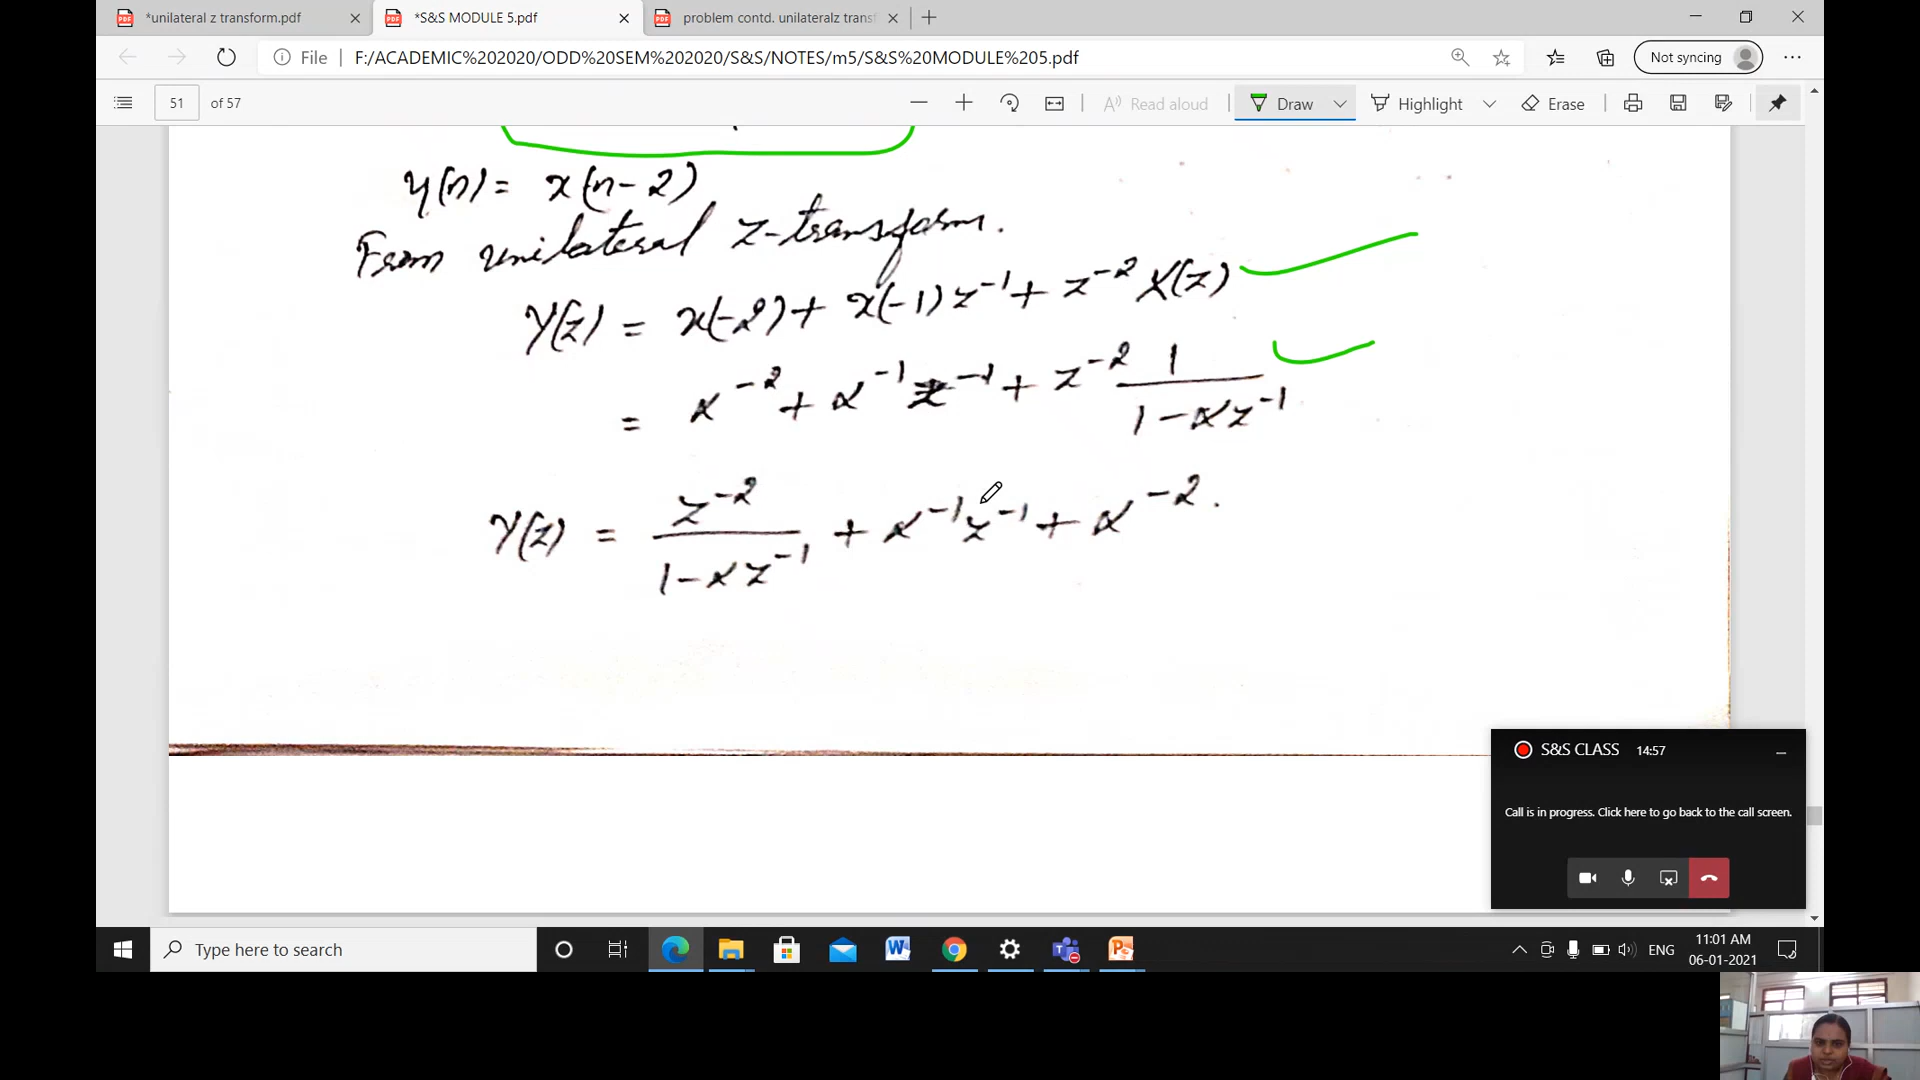 *unilateral z transform.pdf
*S&S MODULE 5.pdf
problem contd. unilateralz transf
File
F:/ACADEMIC%202020/ODD%20SEM%202020/S&S/NOTES/m5/S&S%20MODULE%205.pdf
Not syncing
51 of 57
Read aloud
Draw
Highlight
Erase
y(n) = x(n-2)
From unilateral z-transform.
Y(z) = x(-2) + x(-1) z⁻¹ + z⁻² X(z)
= α⁻² + α⁻¹ z⁻¹ + z⁻² 1/(1-αz⁻¹)
Y(z) = z⁻²/(1-αz⁻¹) + α⁻¹z⁻¹ + α⁻².
S&S CLASS 14:57
Call is in progress. Click here to go back to the call screen.
Type here to search
ENG
11:01 AM
06-01-2021